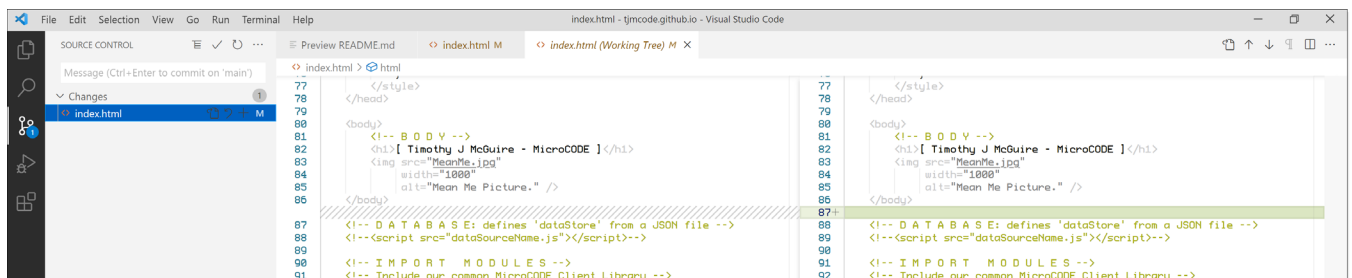 File Edit Selection View Go Run Terminal Help index.html - tjmcode.github.io - Visual Studio Code
SOURCE CONTROL
Message (Ctrl+Enter to commit on 'main')
Changes 1
index.html M
1
Preview README.md index.html M index.html (Working Tree) M
index.html > html
77 </style>
78 </head>
79
80 <body>
81 <!-- B O D Y -->
82 <h1>[ Timothy J McGuire - MicroCODE ]</h1>
83 <img src="MeanMe.jpg"
84 width="1000"
85 alt="Mean Me Picture." />
86 </body>
87 <!-- D A T A B A S E: defines 'dataStore' from a JSON file -->
88 <!--<script src="dataSourceName.js"></script>-->
89
90 <!-- I M P O R T M O D U L E S -->
91 <!-- Include our common MicroCODE Client Library -->
77 </style>
78 </head>
79
80 <body>
81 <!-- B O D Y -->
82 <h1>[ Timothy J McGuire - MicroCODE ]</h1>
83 <img src="MeanMe.jpg"
84 width="1000"
85 alt="Mean Me Picture." />
86 </body>
87+
88 <!-- D A T A B A S E: defines 'dataStore' from a JSON file -->
89 <!--<script src="dataSourceName.js"></script>-->
90
91 <!-- I M P O R T M O D U L E S -->
92 <!-- Include our common MicroCODE Client Library -->